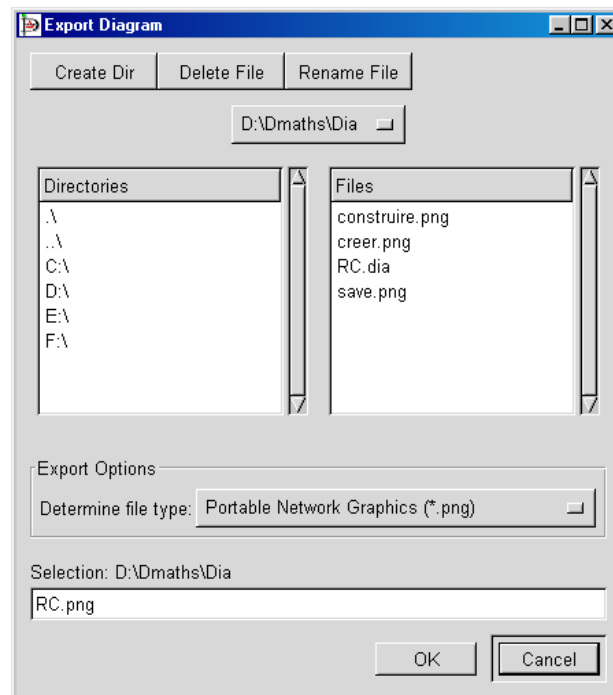 Export Diagram
Create Dir Delete File Rename File
D:\Dmaths\Dia
Directories
.\
..\
C:\
D:\
E:\
F:\
Files
construire.png
creer.png
RC.dia
save.png
Export Options
Determine file type: Portable Network Graphics (*.png)
Selection: D:\Dmaths\Dia
RC.png
OK Cancel